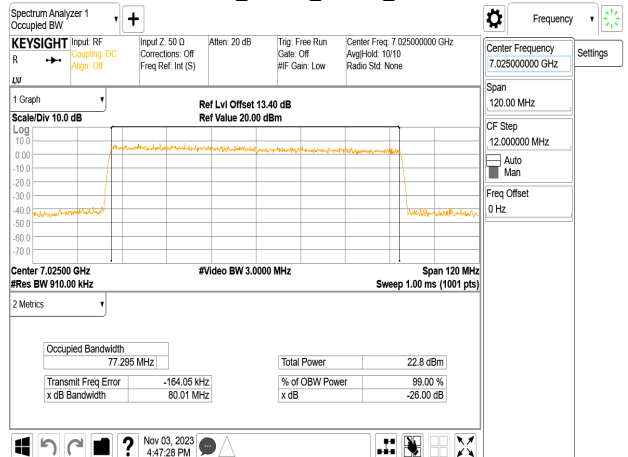 Spectrum Analyzer 1
Occupied BW
Frequency
KEYSIGHT
R
Input: RF
Coupling: DC
Align: Off
Input Z: 50 Ω
Corrections: Off
Freq Ref: Int (S)
Atten: 20 dB
Trig: Free Run
Gate: Off
#IF Gain: Low
Center Freq: 7.025000000 GHz
Avg|Hold: 10/10
Radio Std: None
Center Frequency
7.025000000 GHz
Settings
Span
120.00 MHz
CF Step
12.000000 MHz
Auto
Man
Freq Offset
0 Hz
1 Graph
Scale/Div 10.0 dB
Ref Lvl Offset 13.40 dB
Ref Value 20.00 dBm
Log
10.0
0.00
-10.0
-20.0
-30.0
-40.0
-50.0
-60.0
-70.0
Center 7.02500 GHz
#Video BW 3.0000 MHz
Span 120 MHz
#Res BW 910.00 kHz
Sweep 1.00 ms (1001 pts)
2 Metrics
Occupied Bandwidth
77.295 MHz
Total Power 22.8 dBm
Transmit Freq Error -164.05 kHz
% of OBW Power 99.00 %
x dB Bandwidth 80.01 MHz
x dB -26.00 dB
?
Nov 03, 2023
4:47:28 PM